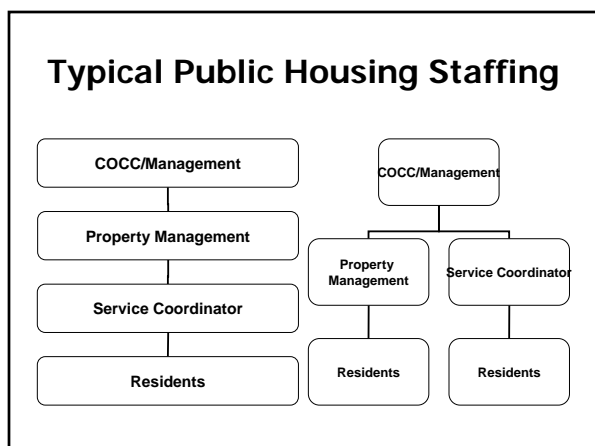 Typical Public Housing Staffing
COCC/Management
Property Management
Service Coordinator
Residents
COCC/Management
Property
Management
Service Coordinator
Residents
Residents